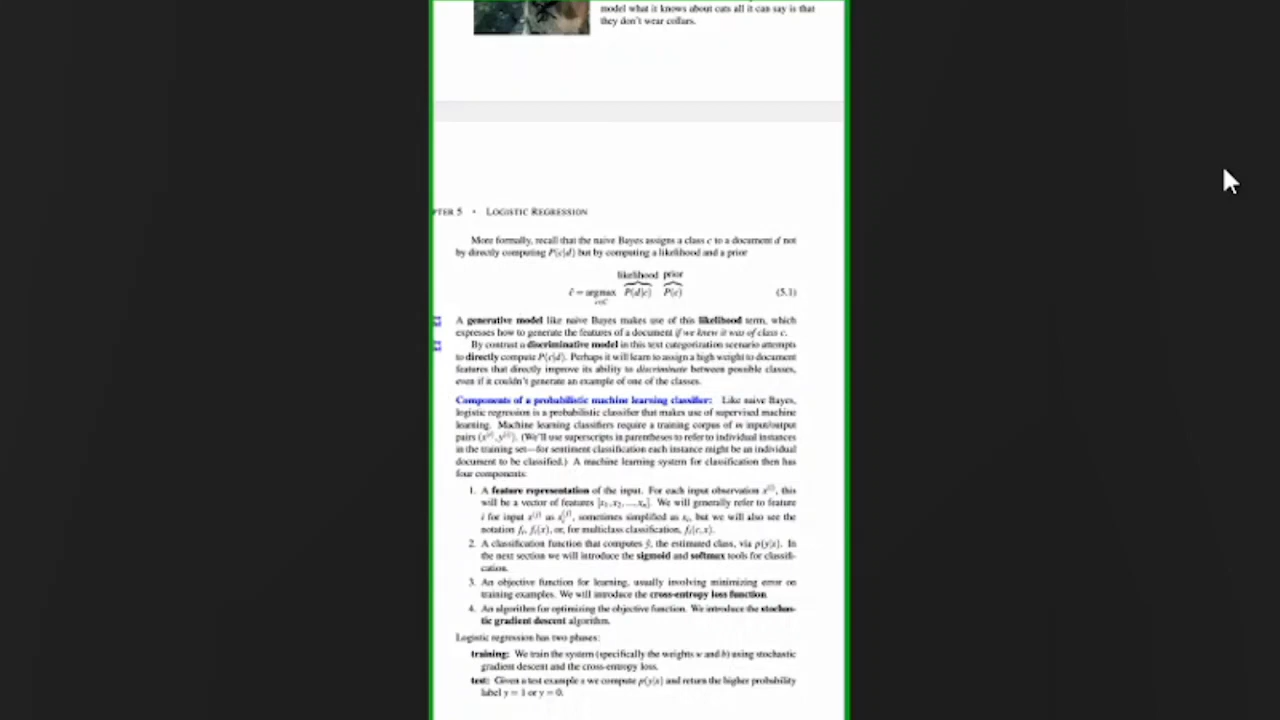 model what it knows about cats all it can say is that
they don't wear collars.
PTER 5 • LOGISTIC REGRESSION
More formally, recall that the naive Bayes assigns a class c to a document d not
by directly computing P(c|d) but by computing a likelihood and a prior
likelihood prior
ĉ = argmax P(d|c) P(c) (5.1)
c∈C
A generative model like naive Bayes makes use of this likelihood term, which
expresses how to generate the features of a document if we knew it was of class c.
By contrast a discriminative model in this text categorization scenario attempts
to directly compute P(c|d). Perhaps it will learn to assign a high weight to document
features that directly improve its ability to discriminate between possible classes,
even if it couldn't generate an example of one of the classes.
Components of a probabilistic machine learning classifier: Like naive Bayes,
logistic regression is a probabilistic classifier that makes use of supervised machine
learning. Machine learning classifiers require a training corpus of m input/output
pairs (x⁽ⁱ⁾, y⁽ⁱ⁾). (We'll use superscripts in parentheses to refer to individual instances
in the training set—for sentiment classification each instance might be an individual
document to be classified.) A machine learning system for classification then has
four components:
1. A feature representation of the input. For each input observation x⁽ⁱ⁾, this
will be a vector of features [x₁, x₂, ..., xₙ]. We will generally refer to feature
i for input x⁽ʲ⁾ as xᵢ⁽ʲ⁾, sometimes simplified as xᵢ, but we will also see the
notation fᵢ, fᵢ(x), or, for multiclass classification, fᵢ(c,x).
2. A classification function that computes ŷ, the estimated class, via p(y|x). In
the next section we will introduce the sigmoid and softmax tools for classifi-
cation.
3. An objective function for learning, usually involving minimizing error on
training examples. We will introduce the cross-entropy loss function.
4. An algorithm for optimizing the objective function. We introduce the stochas-
tic gradient descent algorithm.
Logistic regression has two phases:
training: We train the system (specifically the weights w and b) using stochastic
gradient descent and the cross-entropy loss.
test: Given a test example x we compute p(y|x) and return the higher probability
label y = 1 or y = 0.